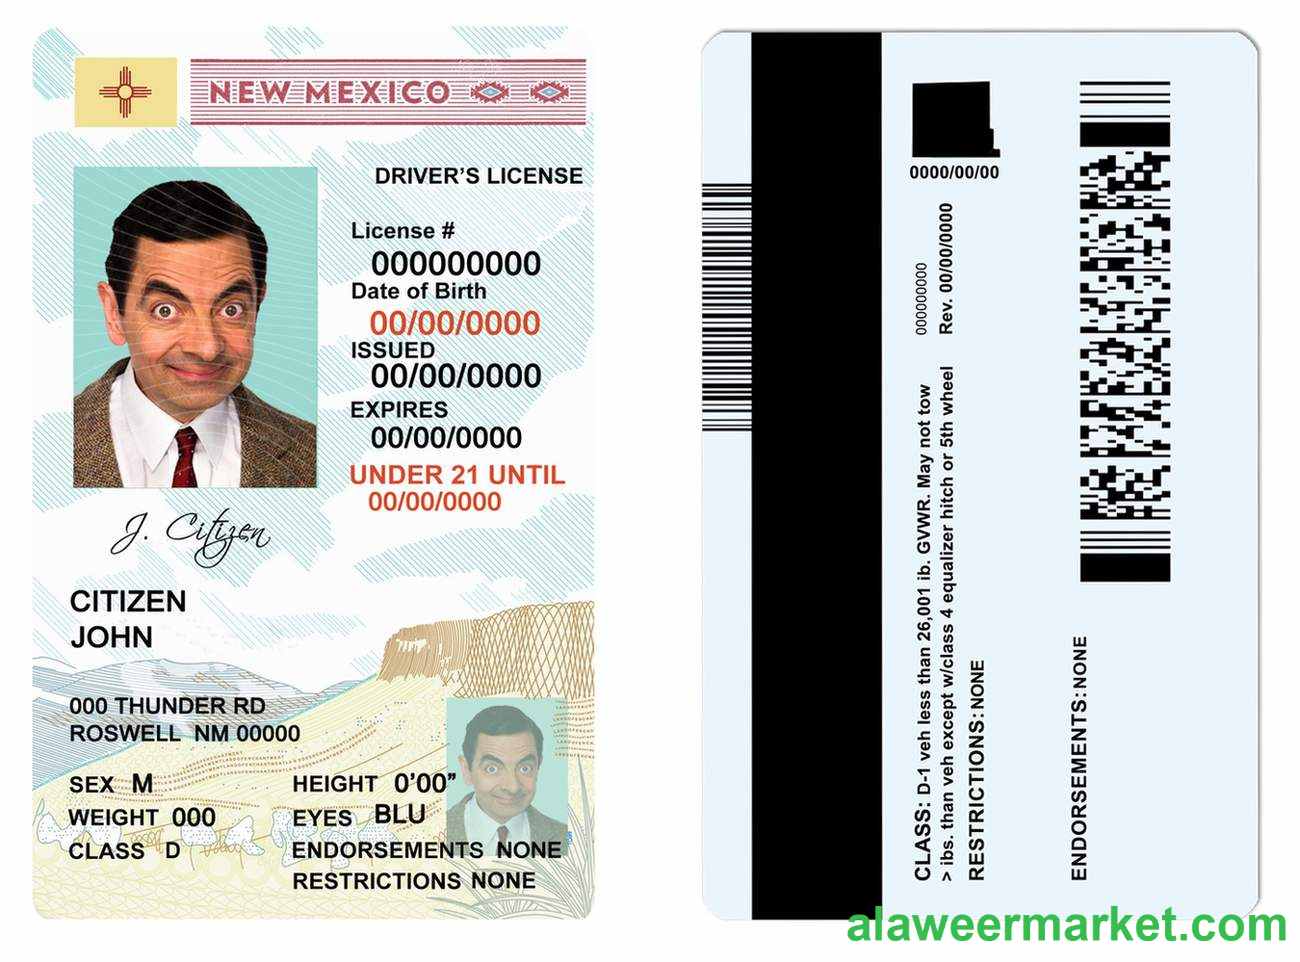 NEW MEXICO
DRIVER'S LICENSE
License #
000000000
Date of Birth
00/00/0000
ISSUED
00/00/0000
EXPIRES
00/00/0000
UNDER 21 UNTIL
00/00/0000
J. Citizen
CITIZEN
JOHN
000 THUNDER RD
ROSWELL NM 00000
SEX M
HEIGHT 0'00”
WEIGHT 000
EYES BLU
CLASS D
ENDORSEMENTS NONE
RESTRICTIONS NONE
0000/00/00
000000000
Rev. 00/00/0000
CLASS: D-1 veh less than 26,001 ib. GVWR. May not tow
> ibs. than veh except w/class 4 equalizer hitch or 5th wheel
RESTRICTIONS: NONE
ENDORSEMENTS: NONE
alaweermarket.com